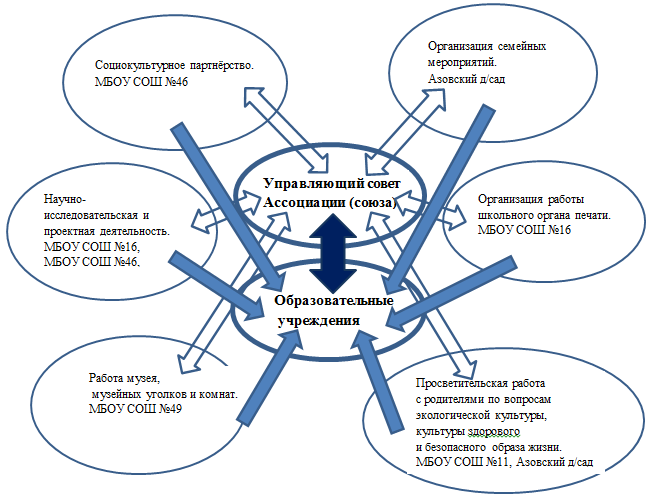 Социокультурное партнёрство.
МБОУ СОШ №46
Организация семейных
мероприятий.
Азовский д/сад
Управляющий совет
Ассоциации (союза)
Научно-
исследовательская и
проектная деятельность.
МБОУ СОШ №16,
МБОУ СОШ №46,
Организация работы
школьного органа печати.
МБОУ СОШ №16
Образовательные
учреждения
Работа музея,
музейных уголков и комнат.
МБОУ СОШ №49
Просветительская работа
с родителями по вопросам
экологической культуры,
культуры здорового
и безопасного образа жизни.
МБОУ СОШ №11, Азовский д/сад